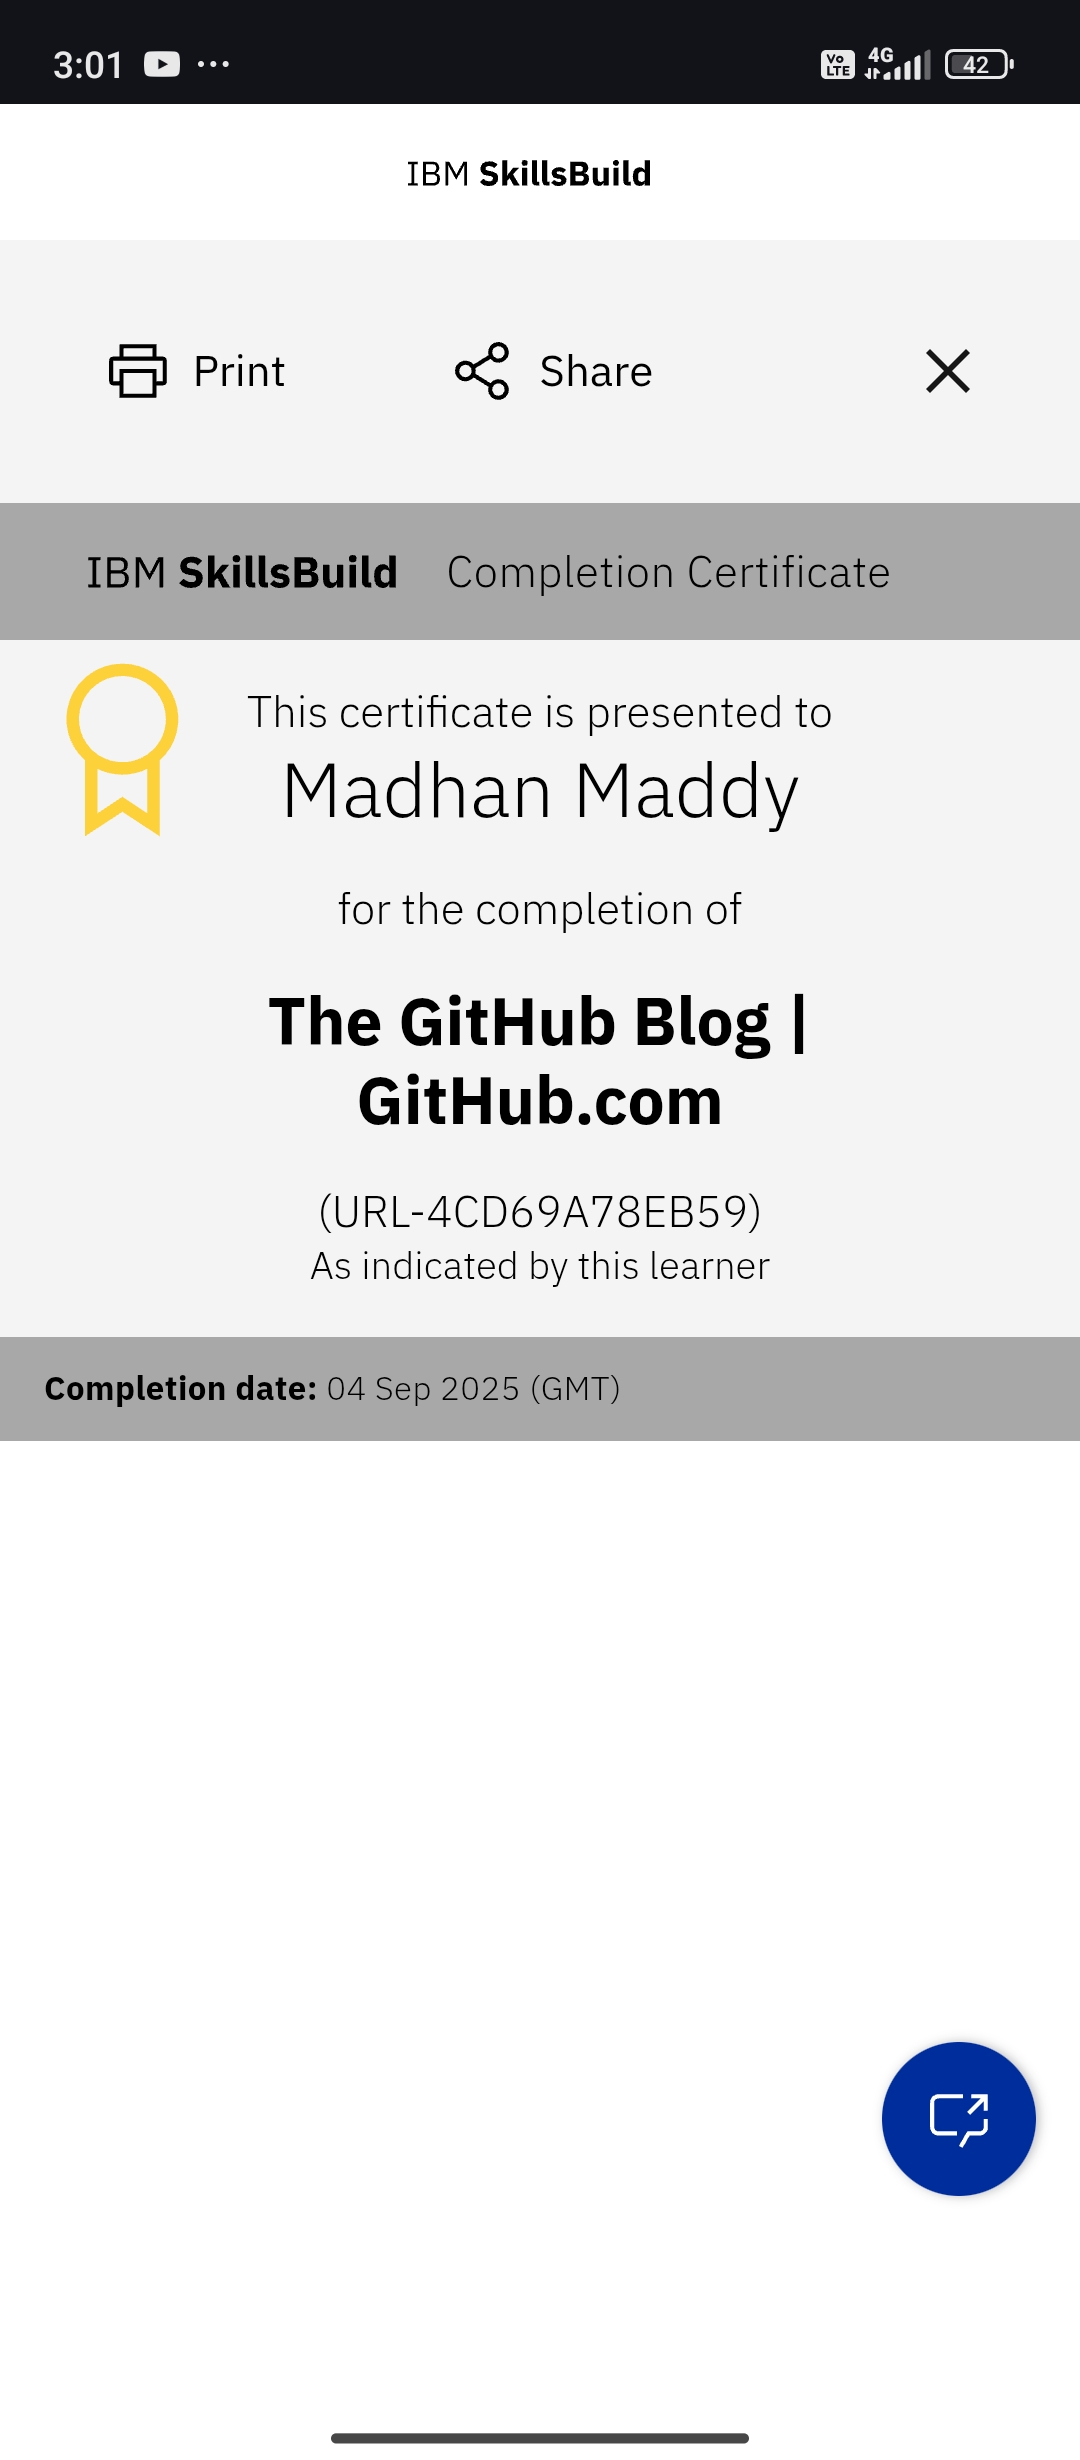 3:01
Vo LTE 4G 42
IBM SkillsBuild
Print Share
IBM SkillsBuild Completion Certificate
This certificate is presented to
Madhan Maddy
for the completion of
The GitHub Blog |
GitHub.com
(URL-4CD69A78EB59)
As indicated by this learner
Completion date: 04 Sep 2025 (GMT)